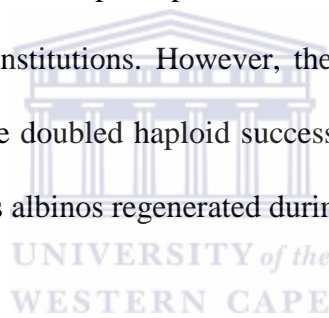 nstitutions. However, the
e doubled haploid success
s albinos regenerated durin
UNIVERSITY of the
WESTERN CAPE